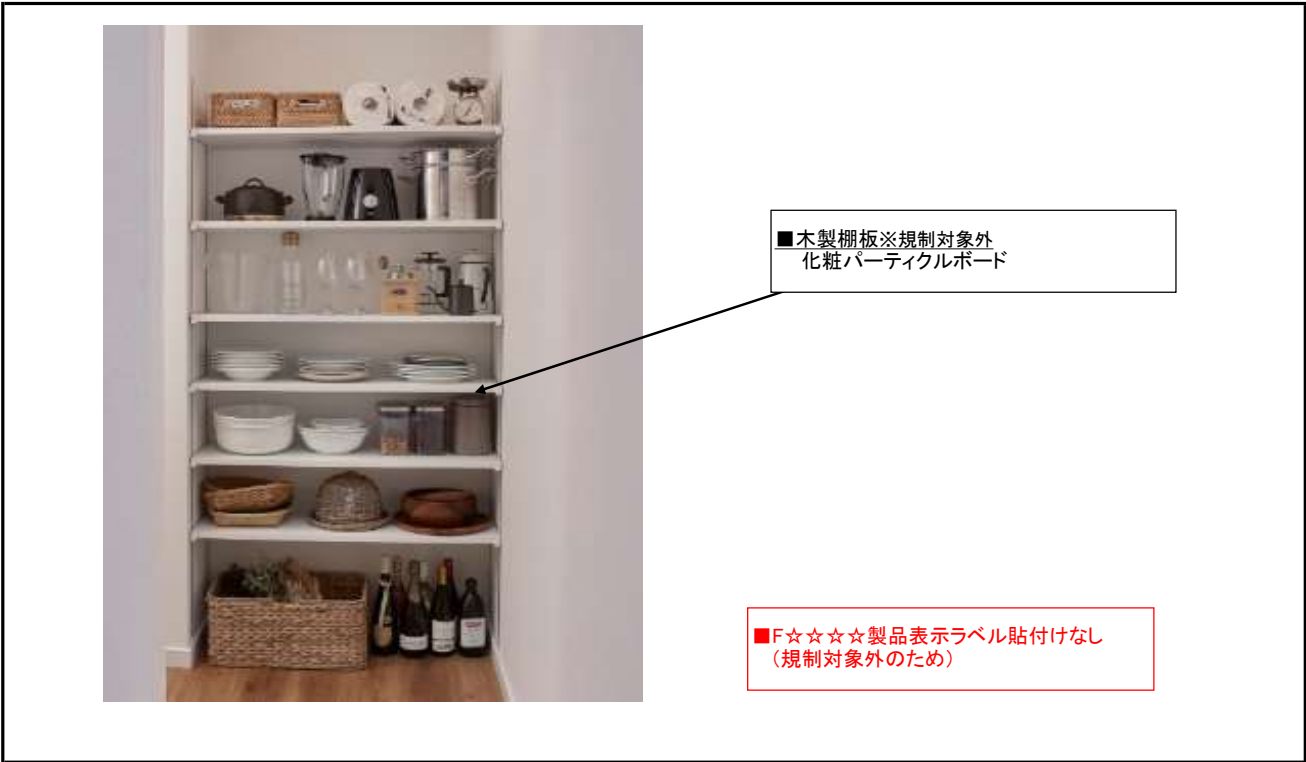 ■木製棚板※規制対象外
化粧パーティクルボード
■F☆☆☆☆製品表示ラベル貼付けなし
（規制対象外のため）